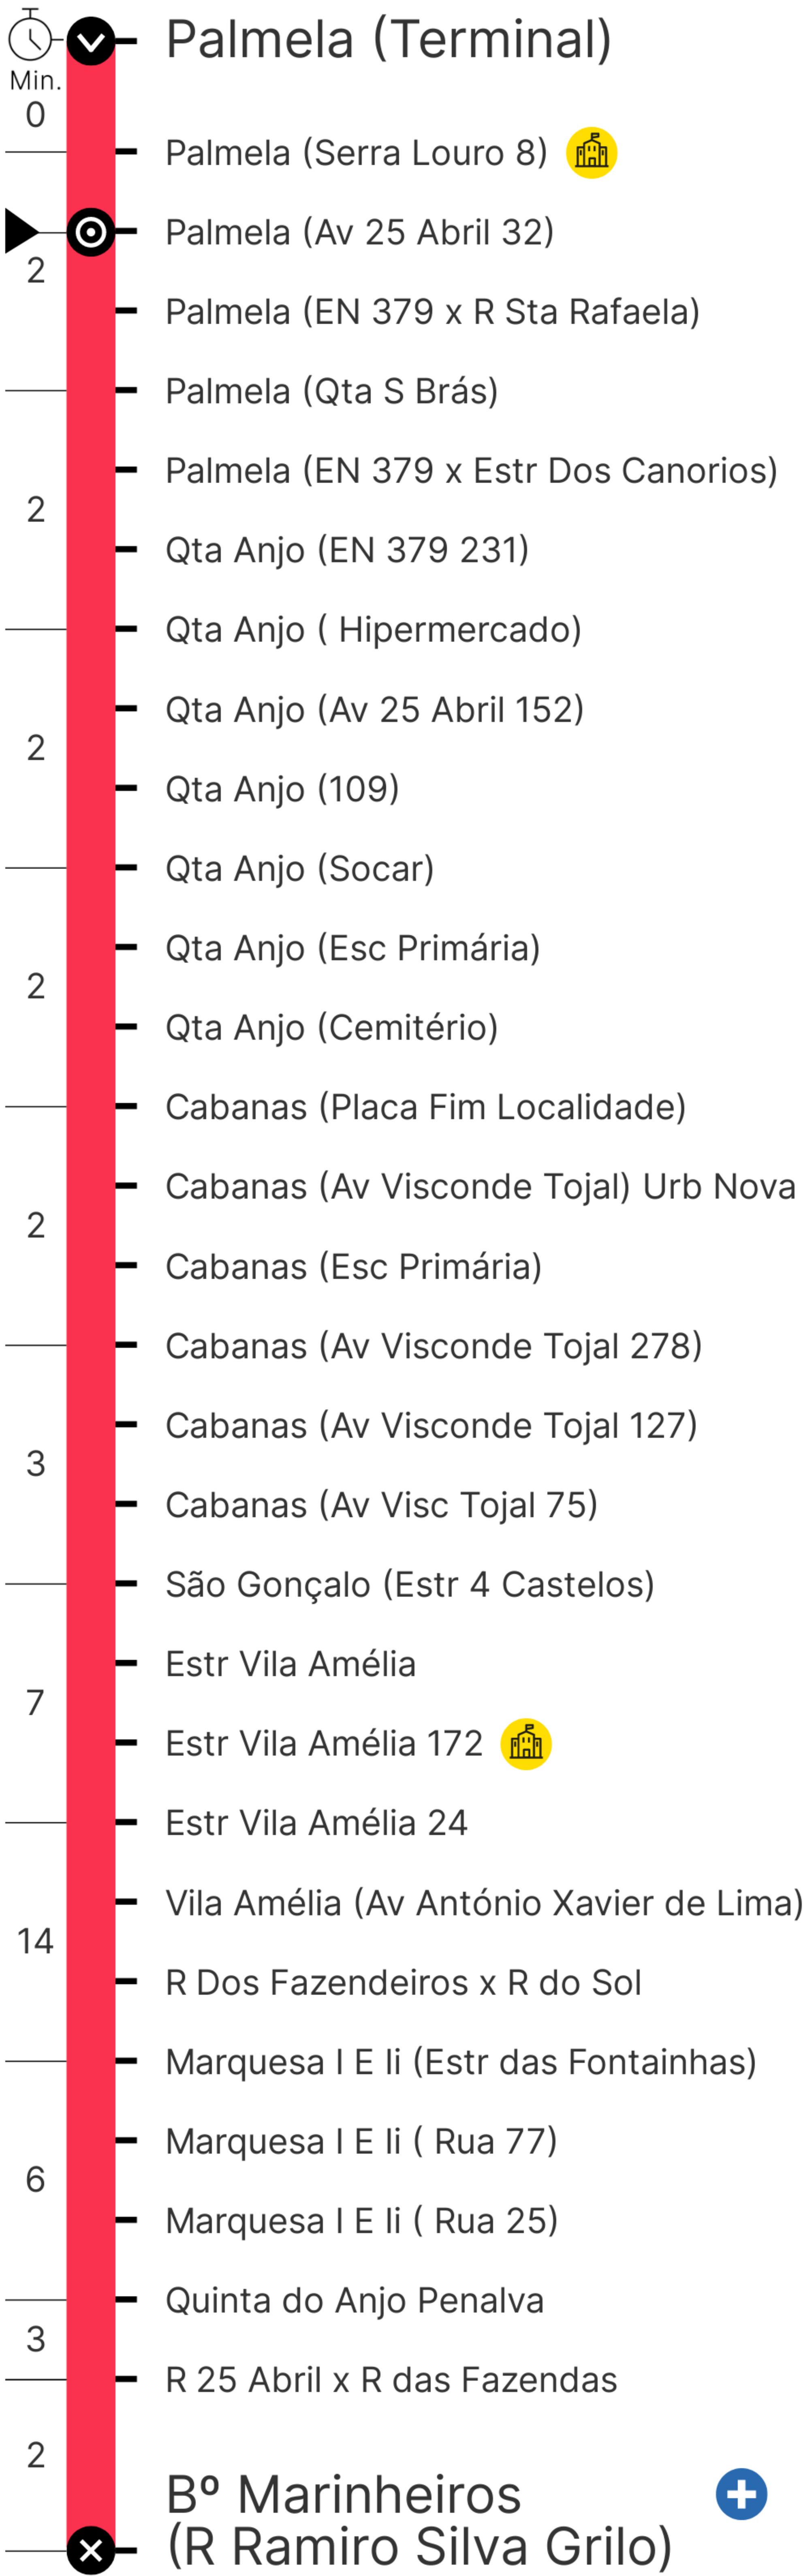 Palmela (Terminal)
Min.
0
Palmela (Serra Louro 8)
Palmela (Av 25 Abril 32)
2
Palmela (EN 379 x R Sta Rafaela)
Palmela (Qta S Brás)
Palmela (EN 379 x Estr Dos Canorios)
2
Qta Anjo (EN 379 231)
Qta Anjo ( Hipermercado)
Qta Anjo (Av 25 Abril 152)
2
Qta Anjo (109)
Qta Anjo (Socar)
Qta Anjo (Esc Primária)
2
Qta Anjo (Cemitério)
Cabanas (Placa Fim Localidade)
Cabanas (Av Visconde Tojal) Urb Nova
2
Cabanas (Esc Primária)
Cabanas (Av Visconde Tojal 278)
Cabanas (Av Visconde Tojal 127)
3
Cabanas (Av Visc Tojal 75)
São Gonçalo (Estr 4 Castelos)
Estr Vila Amélia
7
Estr Vila Amélia 172
Estr Vila Amélia 24
Vila Amélia (Av António Xavier de Lima)
14
R Dos Fazendeiros x R do Sol
Marquesa I E Ii (Estr das Fontainhas)
Marquesa I E Ii ( Rua 77)
6
Marquesa I E Ii ( Rua 25)
Quinta do Anjo Penalva
3
R 25 Abril x R das Fazendas
2
Bº Marinheiros
(R Ramiro Silva Grilo)